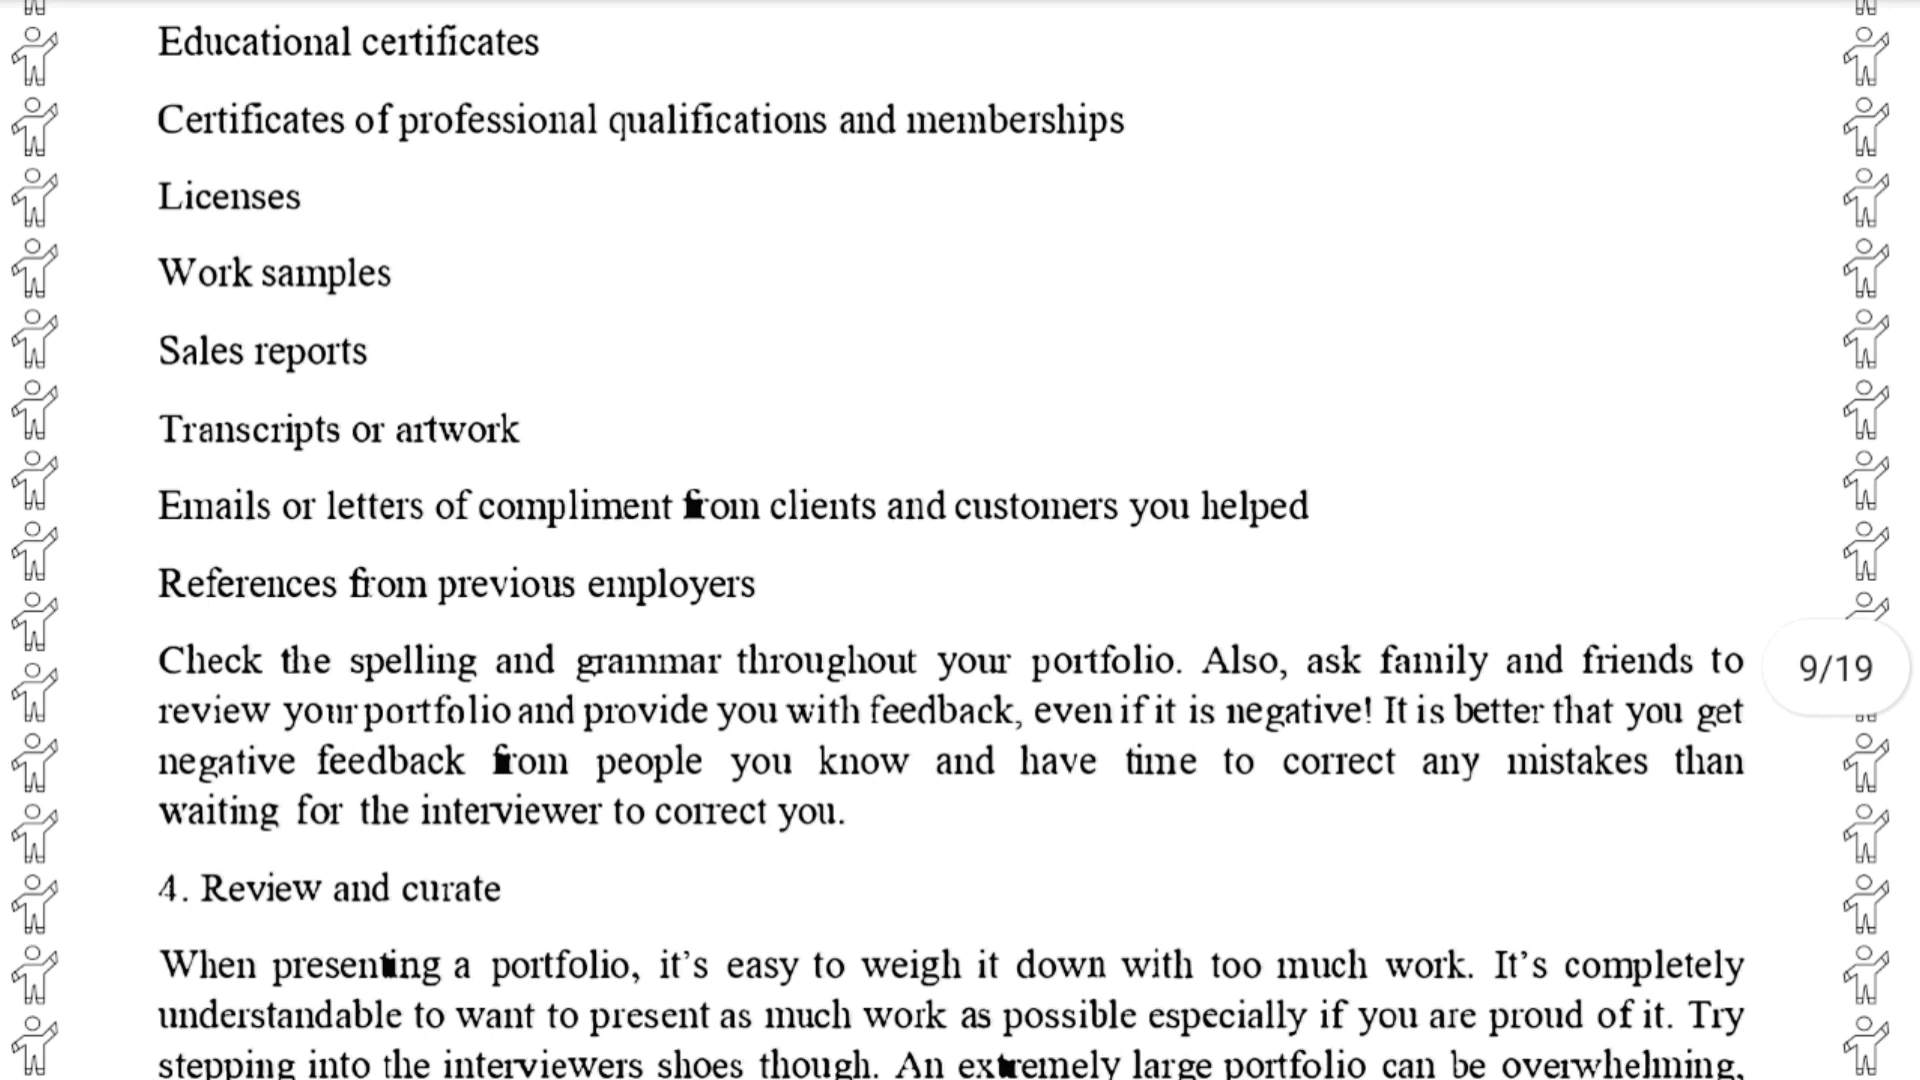 Educational certificates
Certificates of professional qualifications and memberships
Licenses
Work samples
Sales reports
Transcripts or artwork
Emails or letters of compliment from clients and customers you helped
References from previous employers
Check the spelling and grammar throughout your portfolio. Also, ask family and friends to
review your portfolio and provide you with feedback, even if it is negative! It is better that you get
negative feedback from people you know and have time to correct any mistakes than
waiting for the interviewer to correct you.
9/19
4. Review and curate
When presenting a portfolio, it’s easy to weigh it down with too much work. It’s completely
understandable to want to present as much work as possible especially if you are proud of it. Try
stepping into the interviewers shoes though. An extremely large portfolio can be overwhelming,